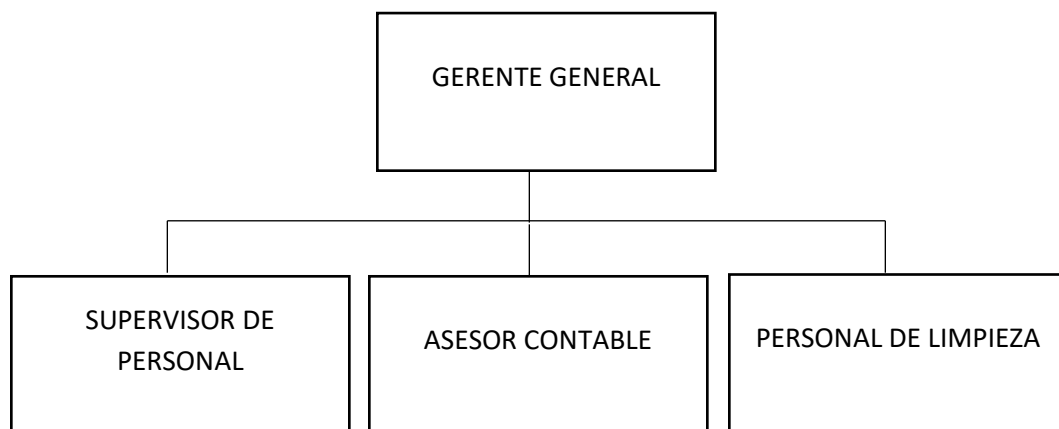 GERENTE GENERAL
SUPERVISOR DE
PERSONAL
ASESOR CONTABLE
PERSONAL DE LIMPIEZA